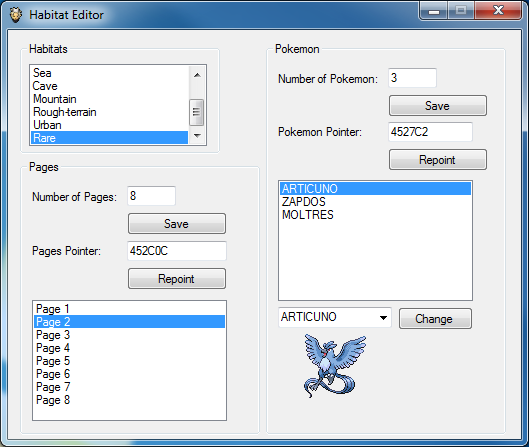 Habitat Editor
Habitats
Sea
Cave
Mountain
Rough-terrain
Urban
Rare
Pages
Number of Pages: 8
Save
Pages Pointer: 452C0C
Repoint
Page 1
Page 2
Page 3
Page 4
Page 5
Page 6
Page 7
Page 8
Pokemon
Number of Pokemon: 3
Save
Pokemon Pointer: 4527C2
Repoint
ARTICUNO
ZAPDOS
MOLTRES
ARTICUNO
Change